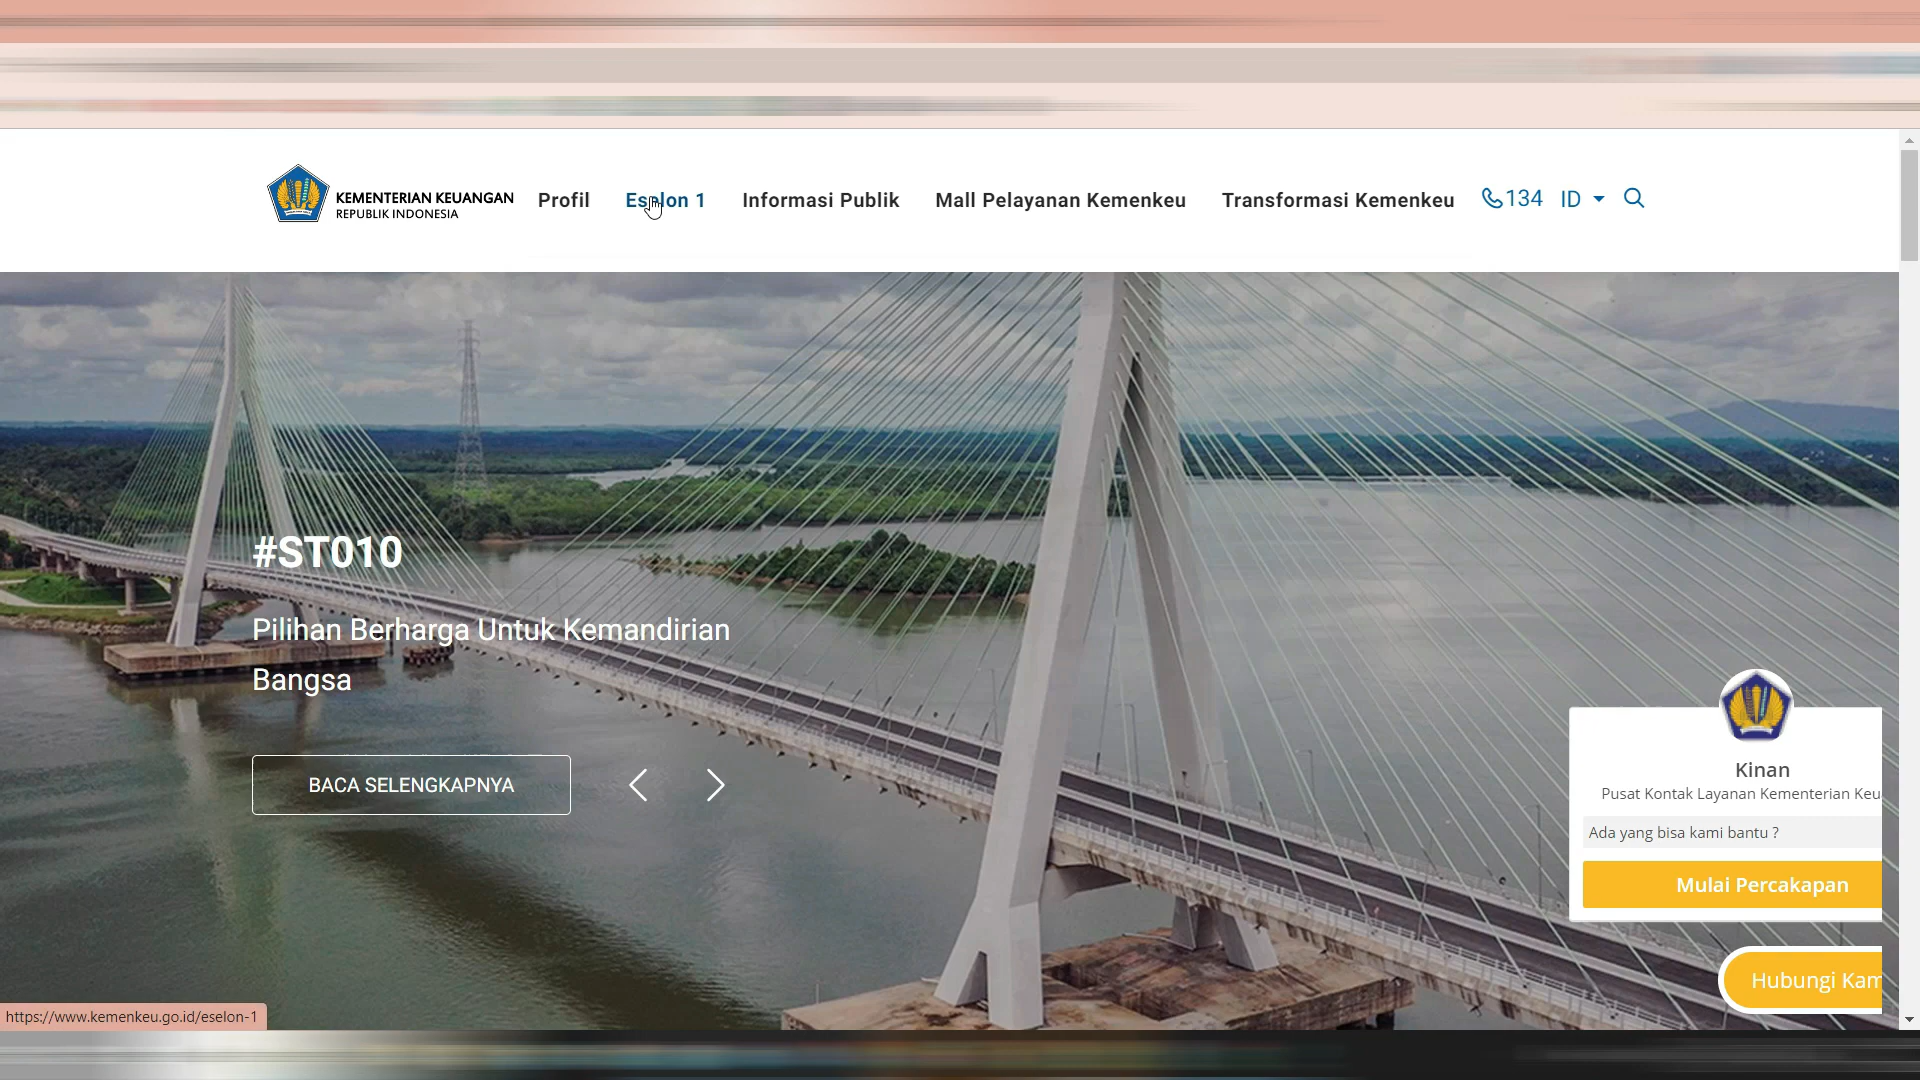 KEMENTERIAN KEUANGAN
REPUBLIK INDONESIA
Profil
Eselon 1
Informasi Publik
Mall Pelayanan Kemenkeu
Transformasi Kemenkeu
134
ID
#ST010
Pilihan Berharga Untuk Kemandirian
Bangsa
BACA SELENGKAPNYA
Kinan
Pusat Kontak Layanan Kementerian Keu
Ada yang bisa kami bantu ?
Mulai Percakapan
Hubungi Kam
https://www.kemenkeu.go.id/eselon-1